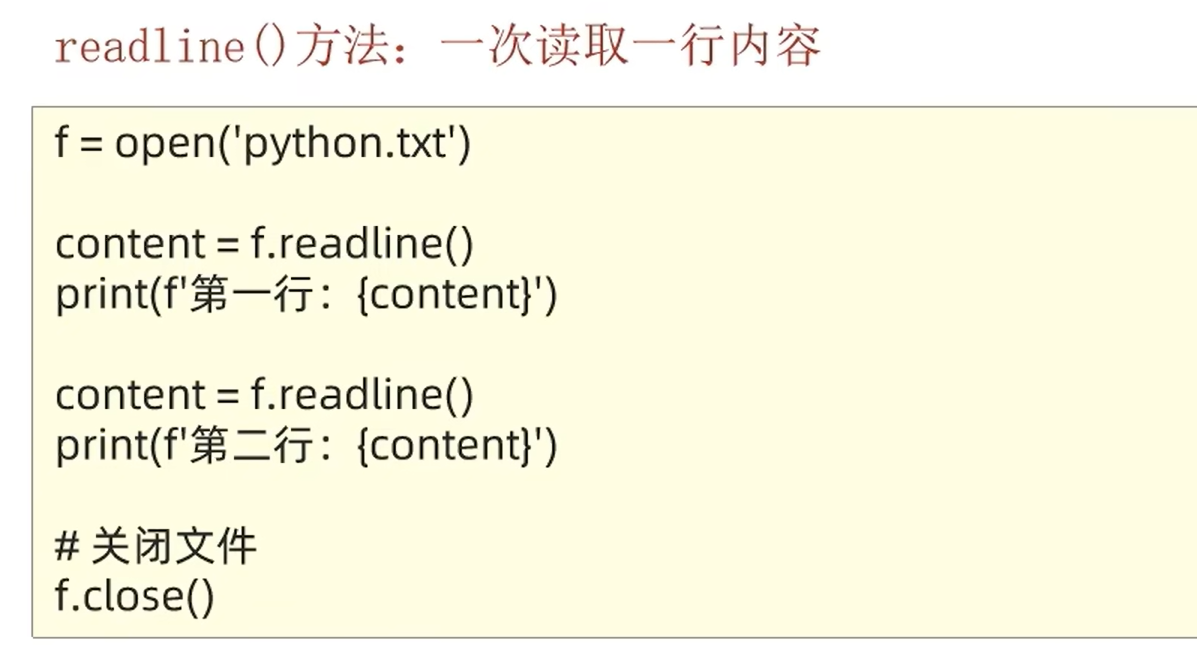 readline()方法：一次读取一行内容
f = open('python.txt')
content = f.readline()
print(f'第一行：{content}')
content = f.readline()
print(f'第二行：{content}')
# 关闭文件
f.close()